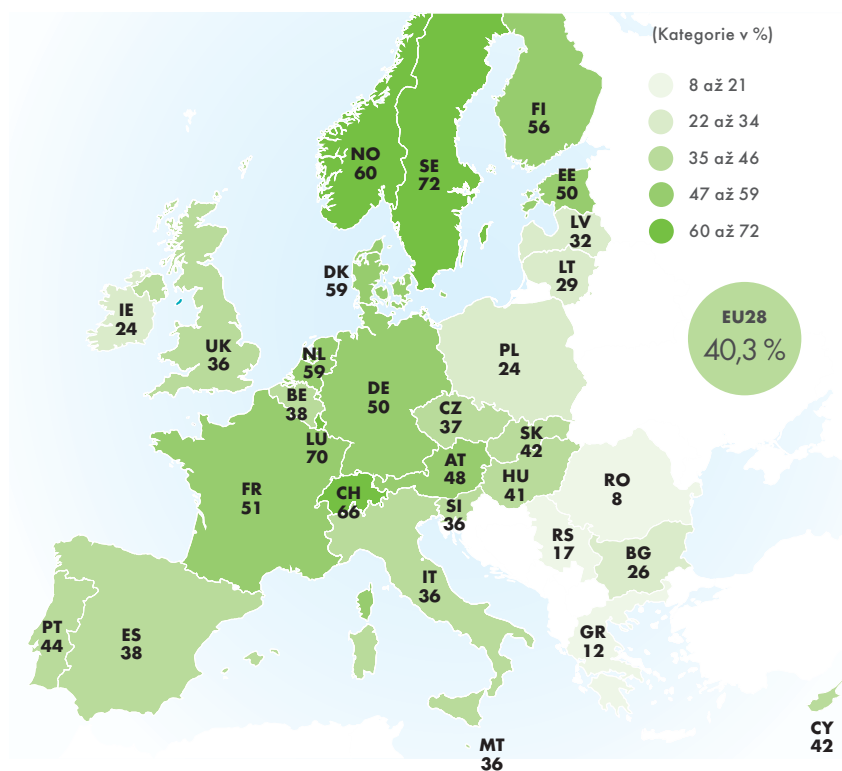 (Kategorie v %)
8 až 21
22 až 34
35 až 46
47 až 59
60 až 72
EU28
40,3 %
FI
56
NO
60
SE
72
EE
50
LV
32
LT
29
DK
59
IE
24
UK
36
NL
59
BE
38
DE
50
PL
24
CZ
37
SK
42
LU
70
AT
48
HU
41
CH
66
SI
36
FR
51
RO
8
RS
17
BG
26
IT
36
GR
12
PT
44
ES
38
MT
36
CY
42